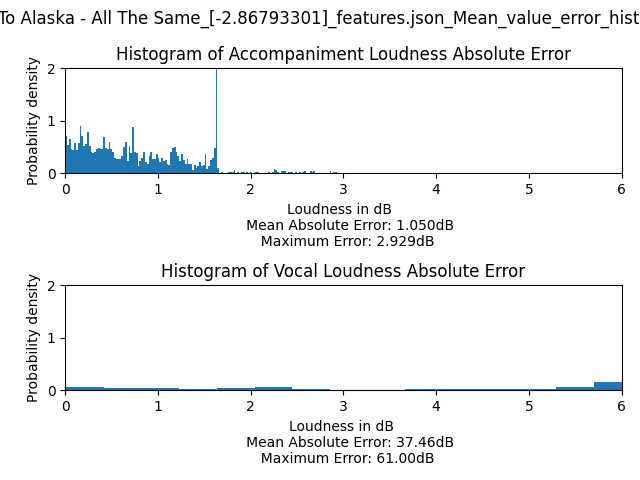 To Alaska - All The Same_[-2.86793301]_features.json_Mean_value_error_hist
Histogram of Accompaniment Loudness Absolute Error
Probability density
2
1
0
0 1 2 3 4 5 6
Loudness in dB
Mean Absolute Error: 1.050dB
Maximum Error: 2.929dB
Histogram of Vocal Loudness Absolute Error
Probability density
2
1
0
0 1 2 3 4 5 6
Loudness in dB
Mean Absolute Error: 37.46dB
Maximum Error: 61.00dB